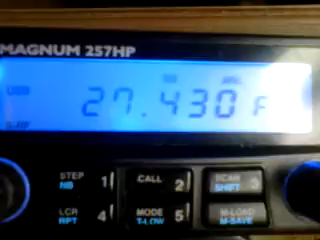 MAGNUM 257HP
USB
27.430 F
STEP
NB 1
CALL
2
SCAN
SHIFT 3
LCR
RPT 4
MODE
T-LOW 5
M-LOAD
M-SAVE